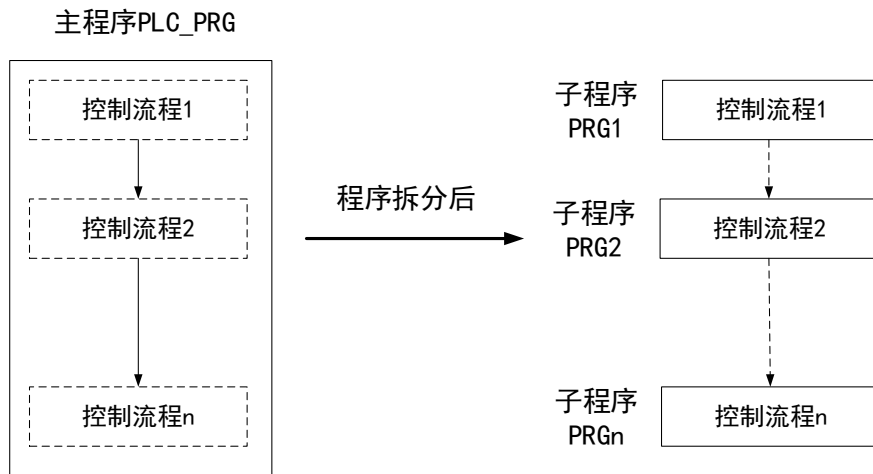 主程序PLC_PRG
控制流程1
控制流程2
控制流程n
程序拆分后
子程序
PRG1
控制流程1
子程序
PRG2
控制流程2
子程序
PRGn
控制流程n